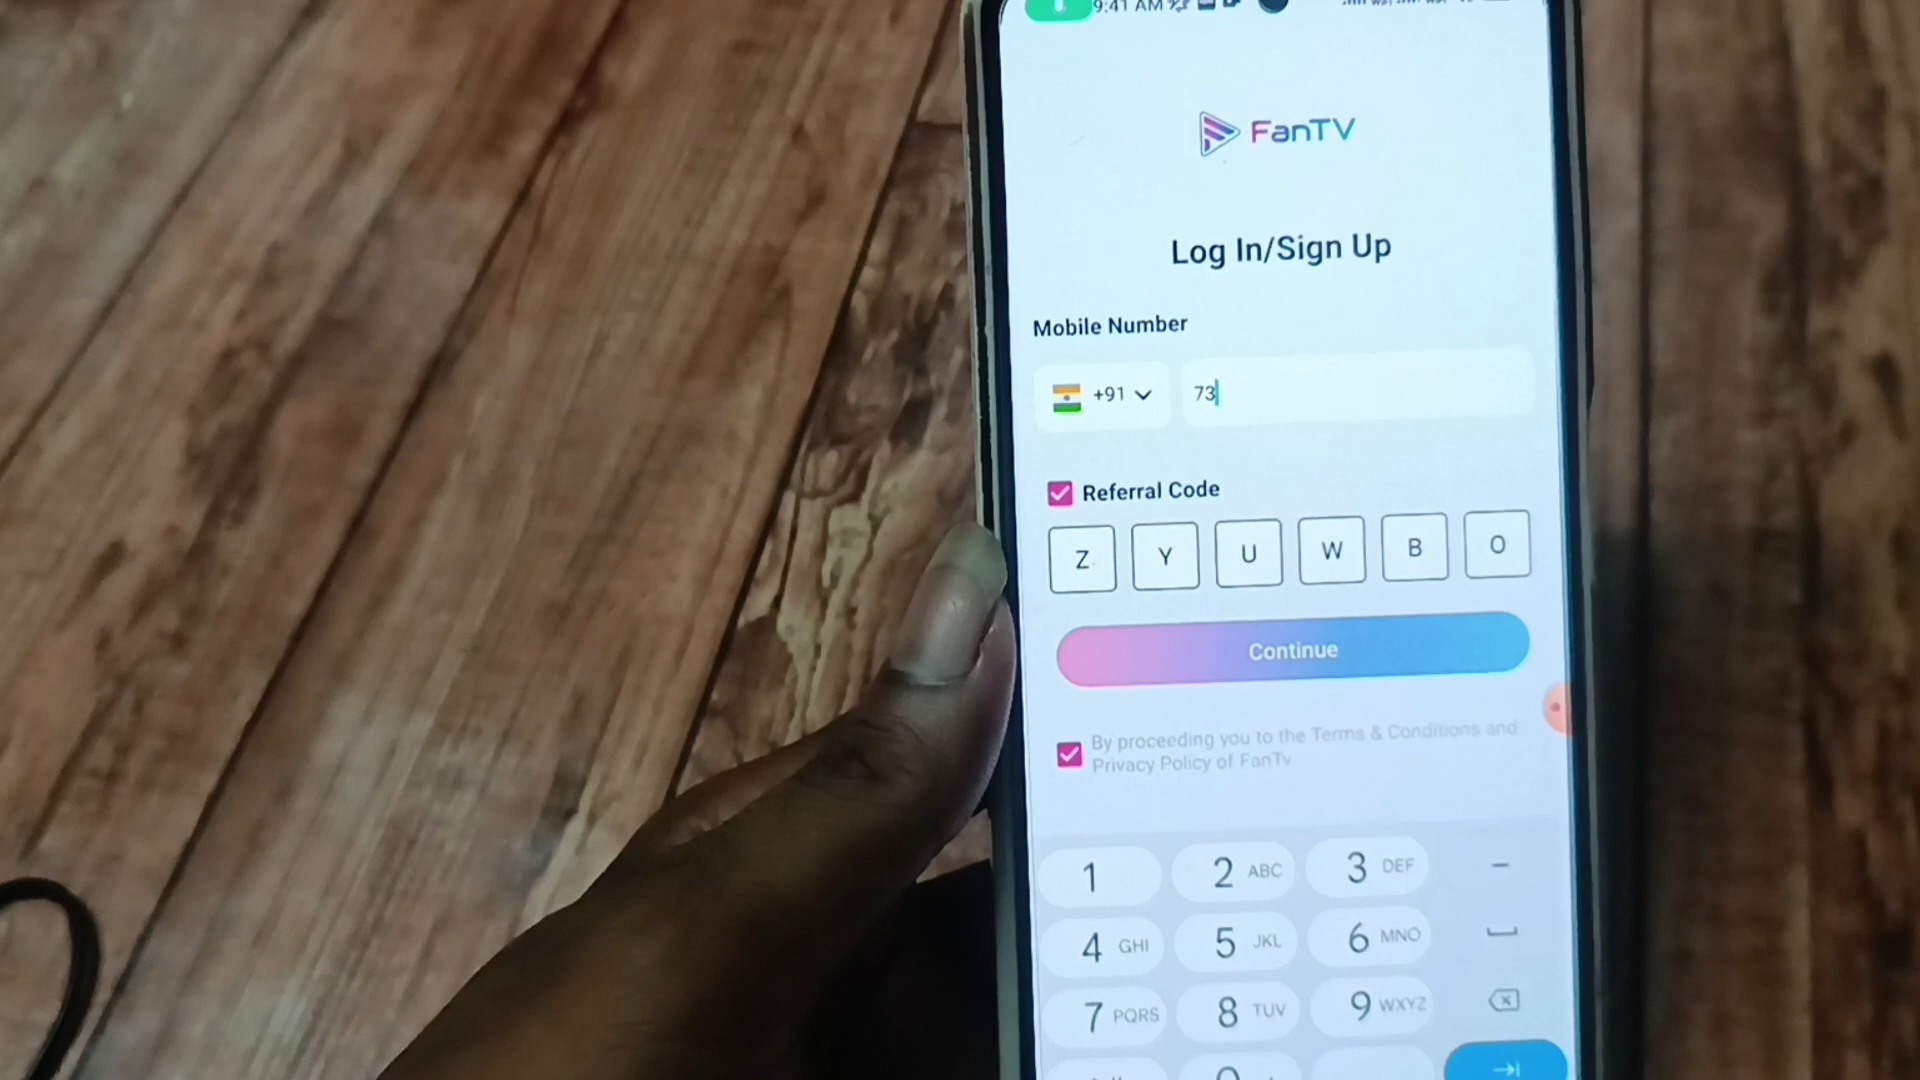 9:41 AM
FanTV
Log In/Sign Up
Mobile Number
+91 73
Referral Code
Z Y U W B O
Continue
By proceeding you to the Terms & Conditions and
Privacy Policy of FanTv
1 2 ABC 3 DEF -
4 GHI 5 JKL 6 MNO
7 PQRS 8 TUV 9 WXYZ
0